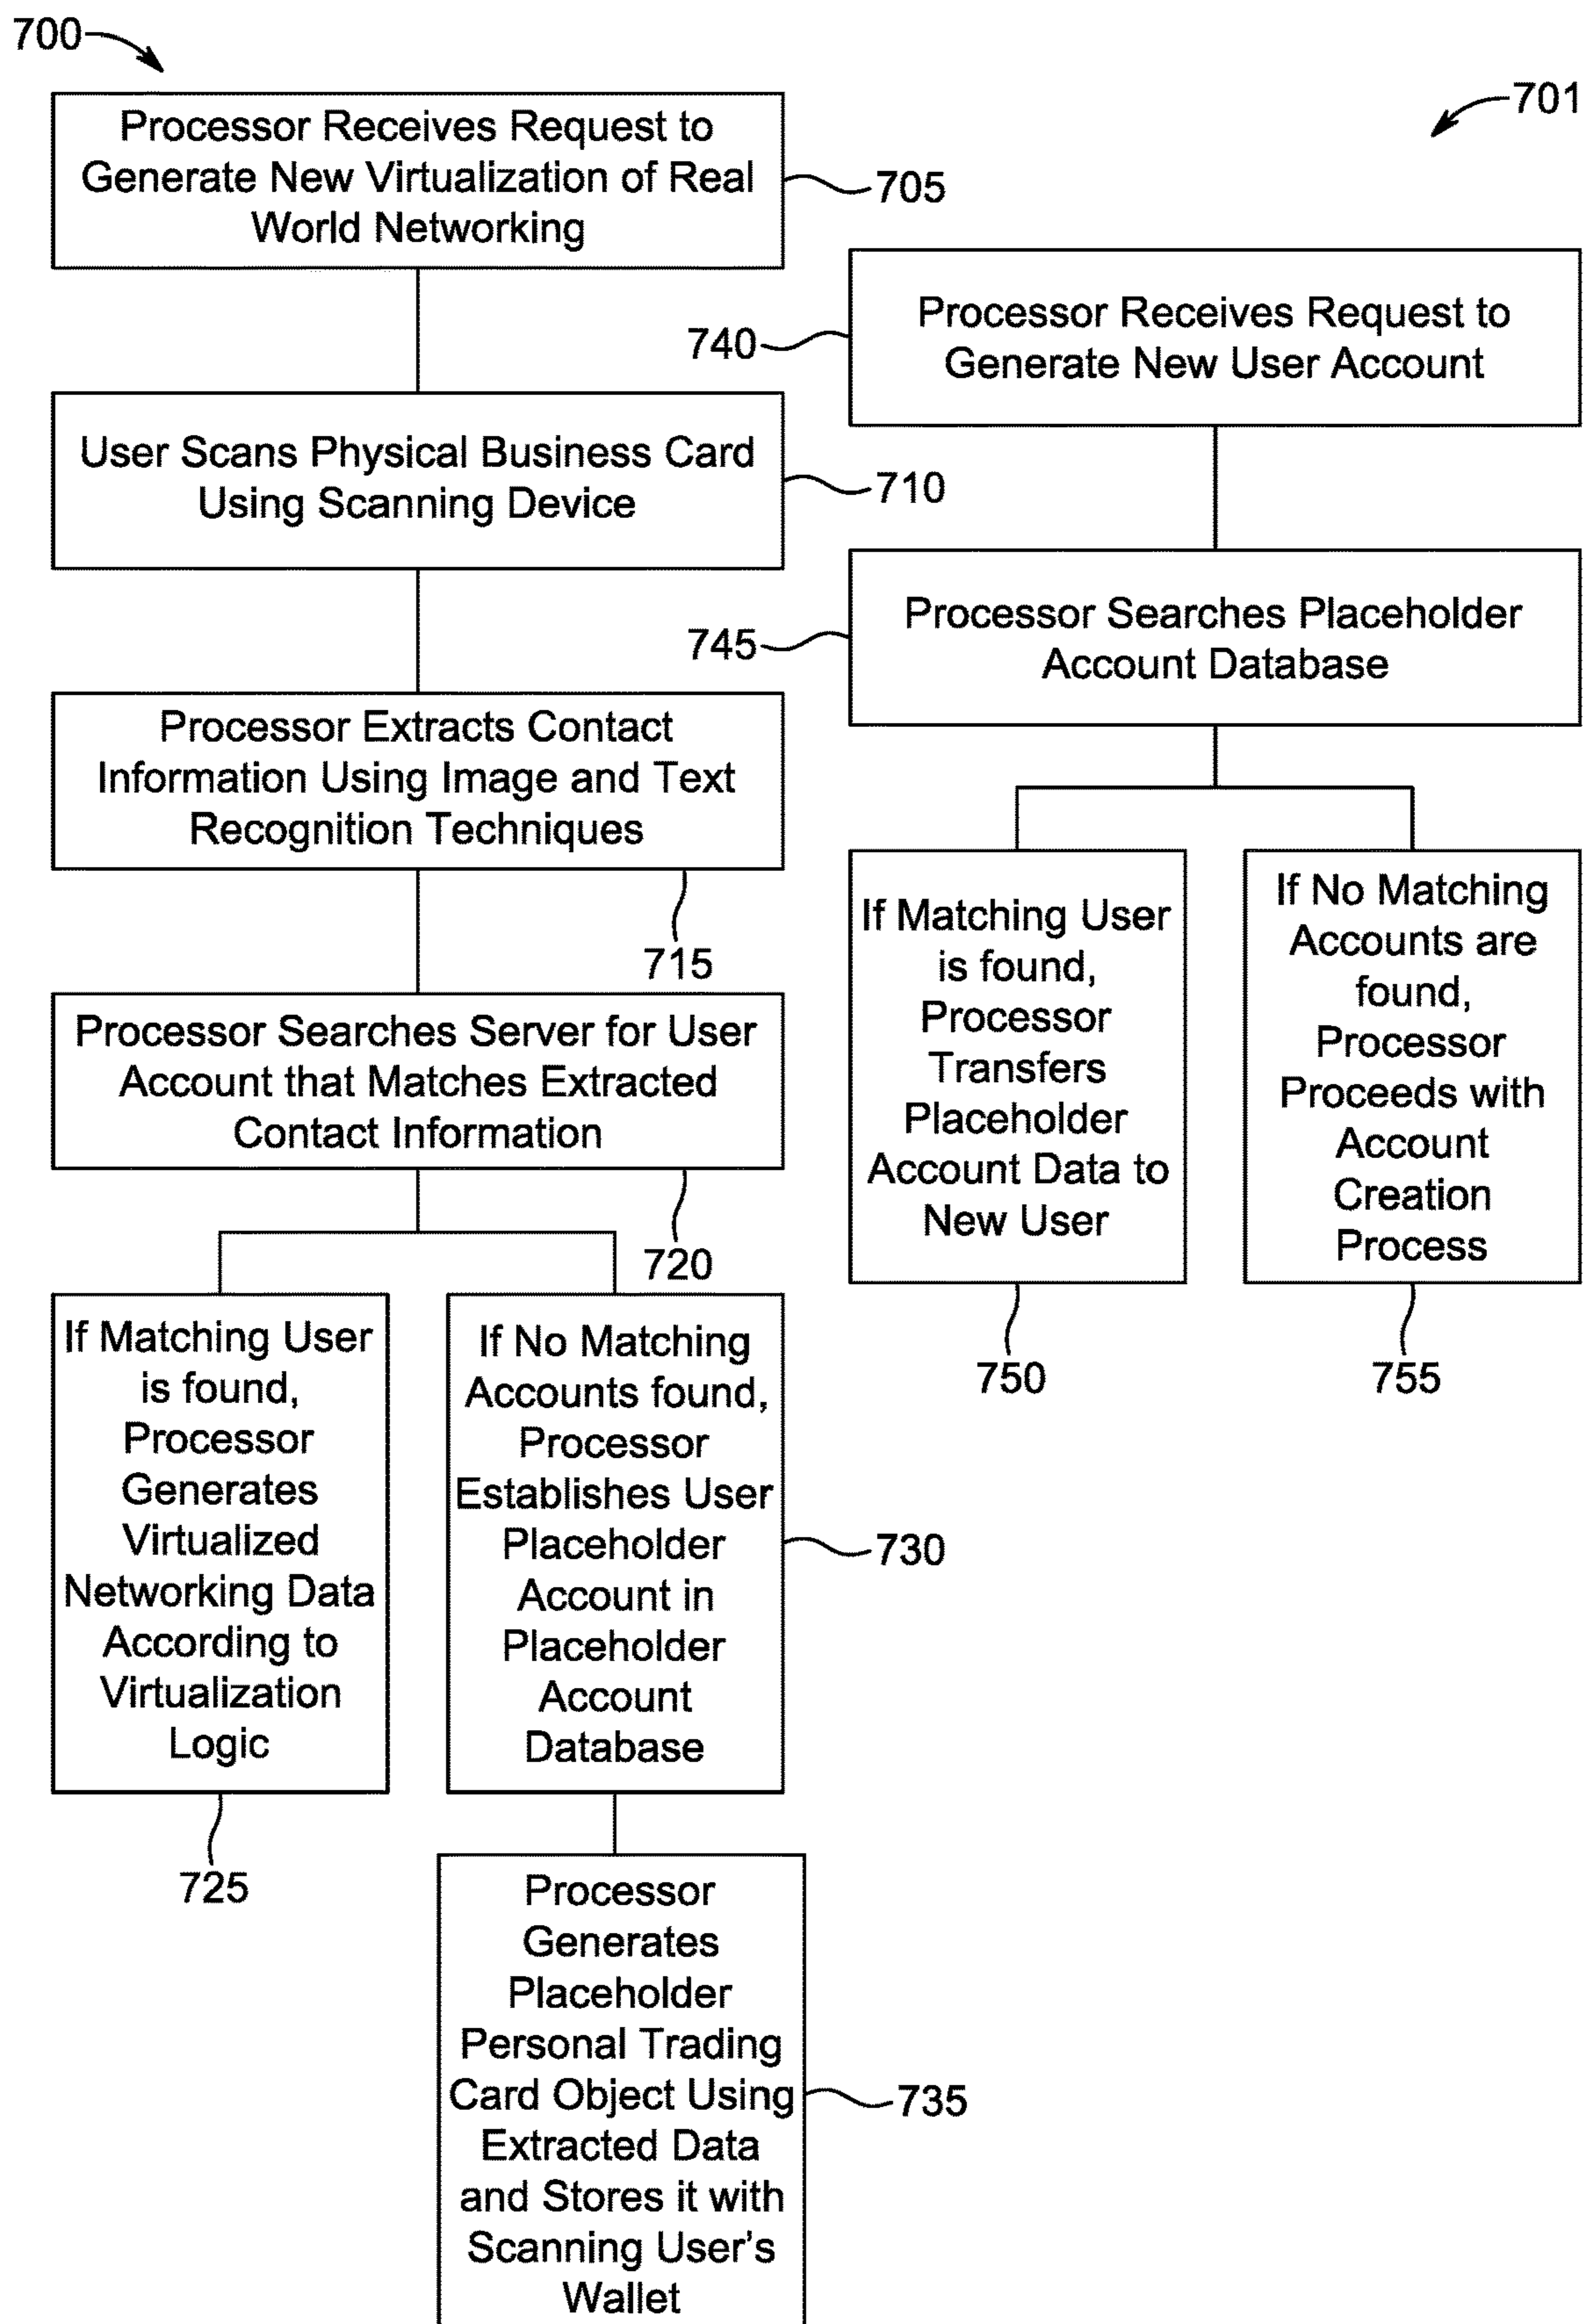 700
Processor Receives Request to
Generate New Virtualization of Real
World Networking
705
User Scans Physical Business Card
Using Scanning Device
710
Processor Extracts Contact
Information Using Image and Text
Recognition Techniques
715
Processor Searches Server for User
Account that Matches Extracted
Contact Information
720
If Matching User
is found,
Processor
Generates
Virtualized
Networking Data
According to
Virtualization
Logic
725
If No Matching
Accounts found,
Processor
Establishes User
Placeholder
Account in
Placeholder
Account
Database
730
Processor
Generates
Placeholder
Personal Trading
Card Object Using
Extracted Data
and Stores it with
Scanning User's
Wallet
735
701
Processor Receives Request to
Generate New User Account
740
Processor Searches Placeholder
Account Database
745
If Matching User
is found,
Processor
Transfers
Placeholder
Account Data to
New User
750
If No Matching
Accounts are
found,
Processor
Proceeds with
Account
Creation
Process
755